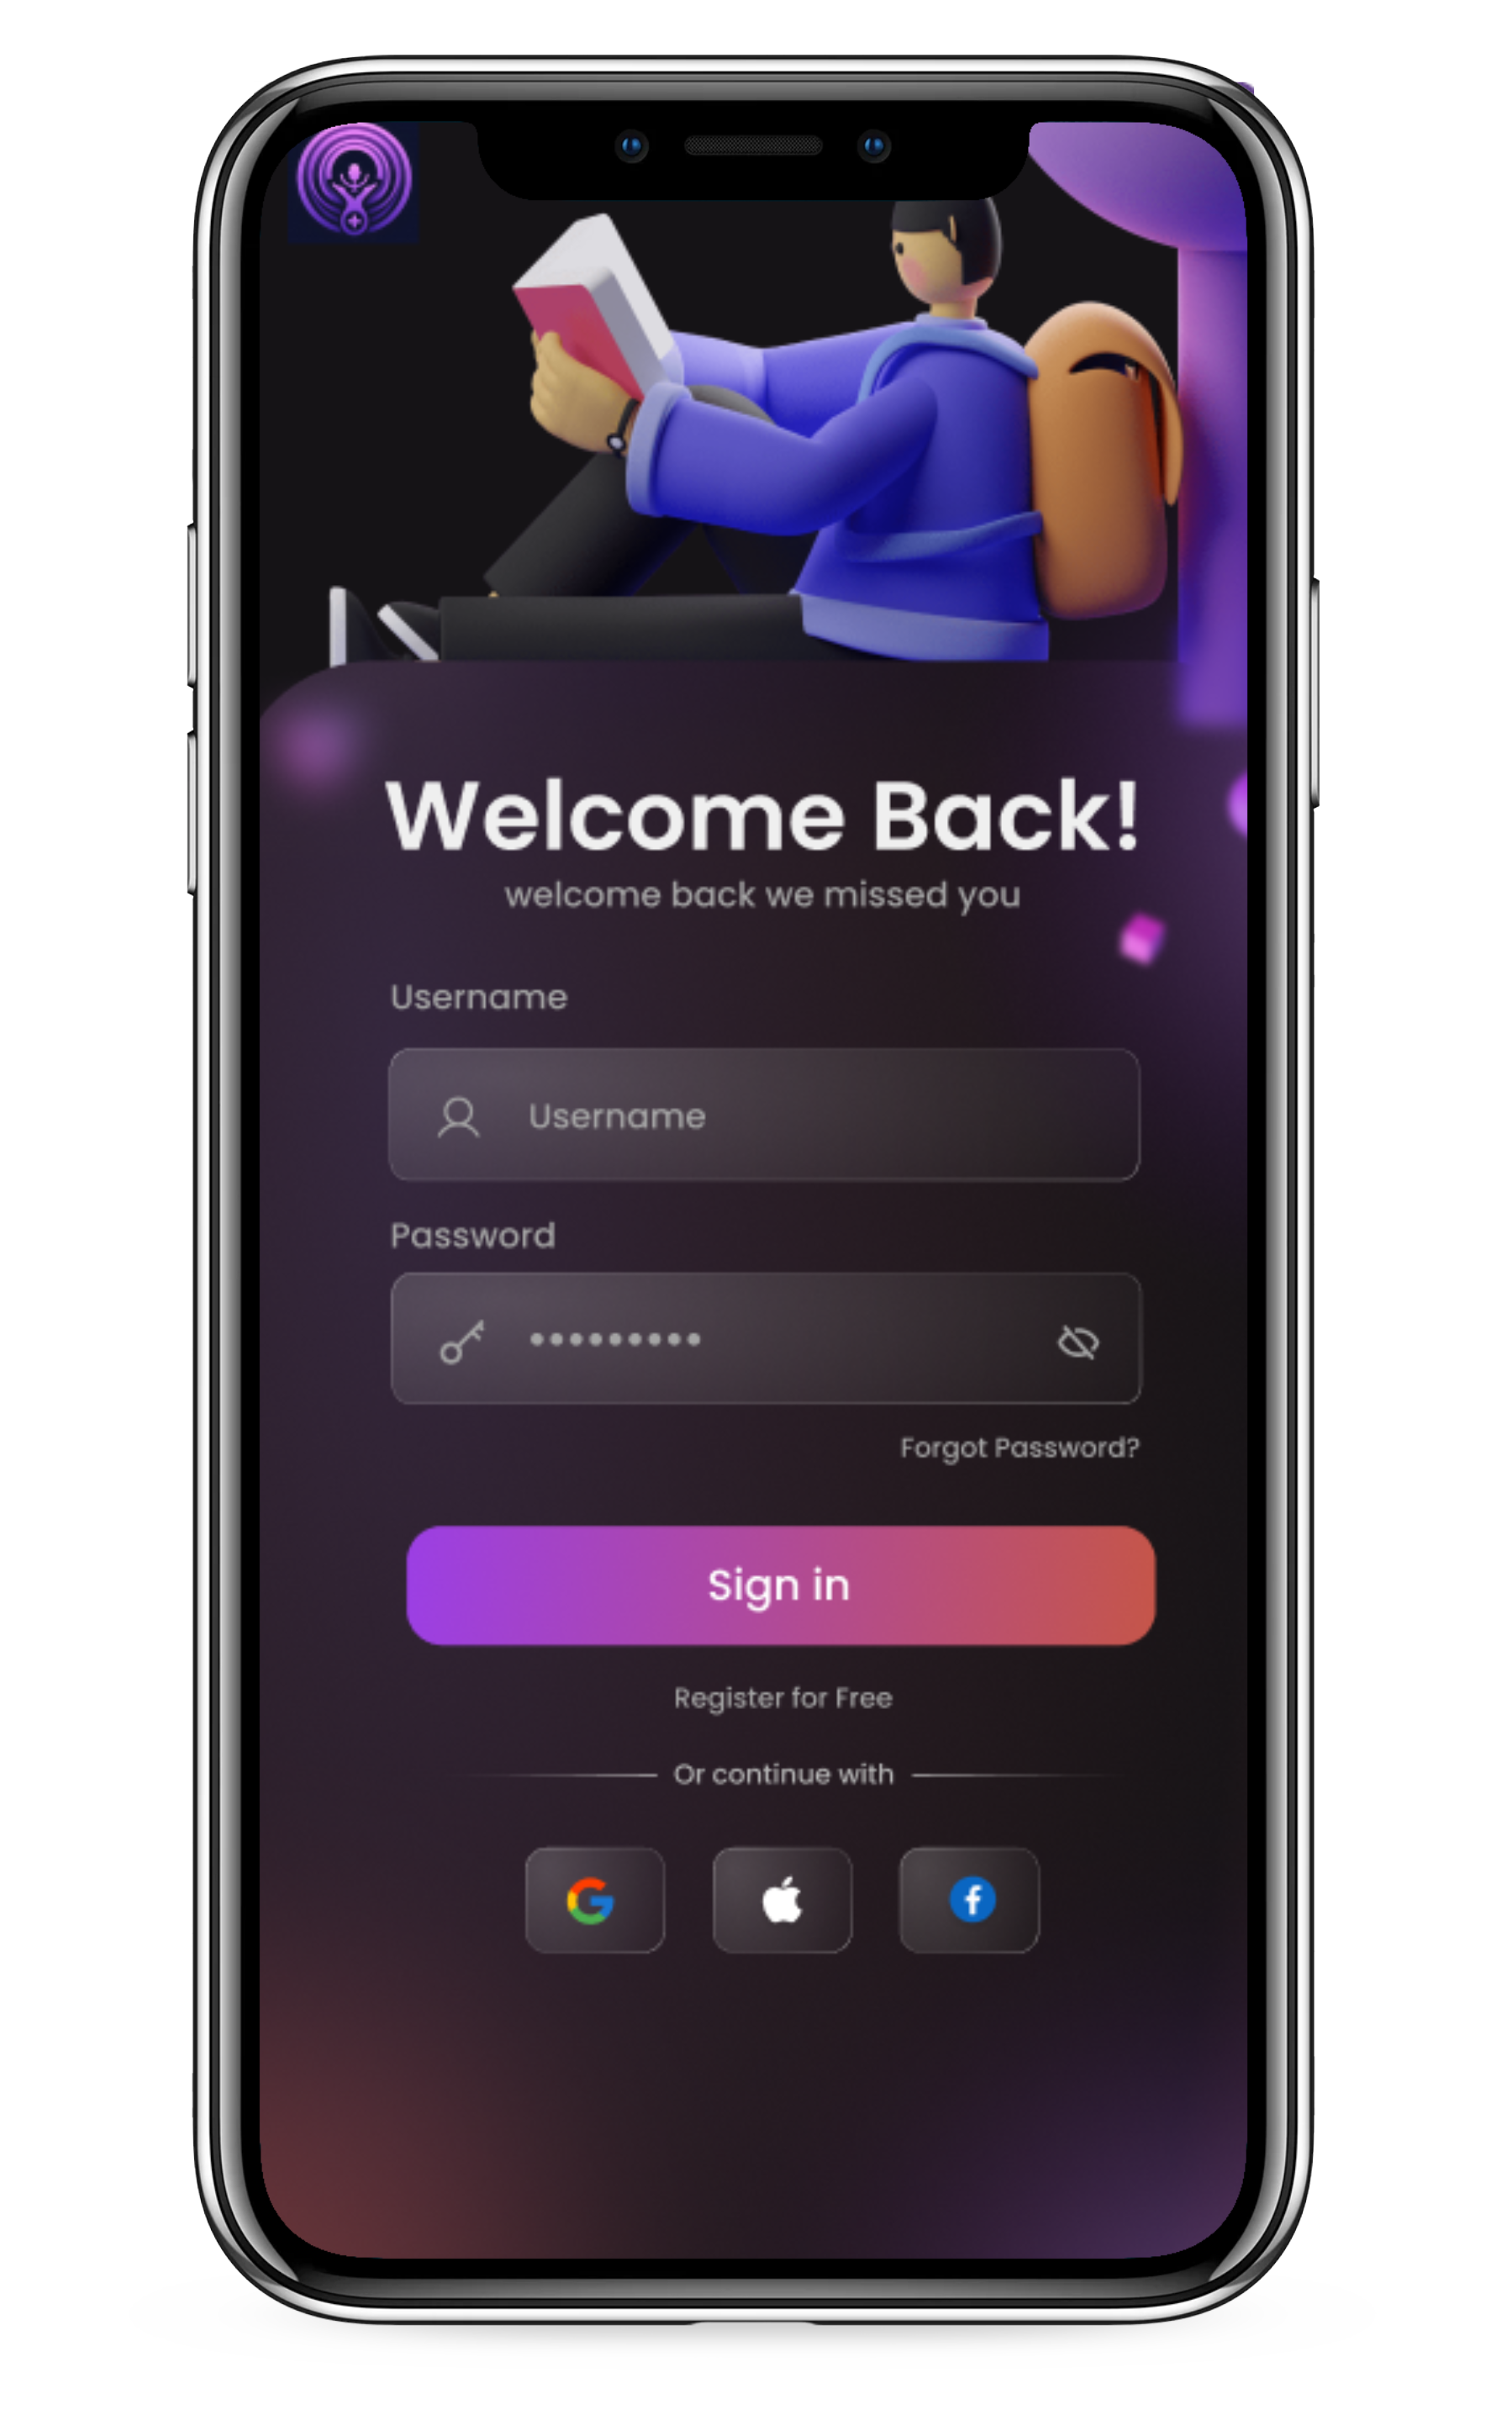 Welcome Back!
welcome back we missed you
Username
Username
Password
•••••••••
Forgot Password?
Sign in
Register for Free
Or continue with